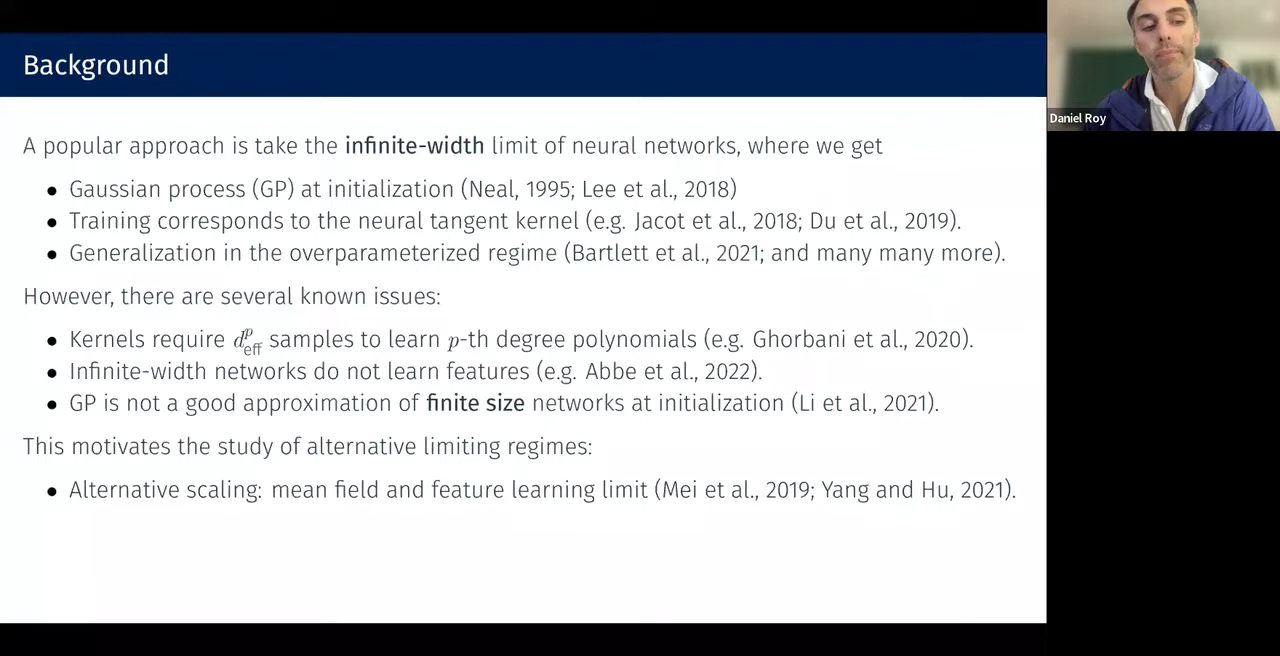 Background
A popular approach is take the infinite-width limit of neural networks, where we get
• Gaussian process (GP) at initialization (Neal, 1995; Lee et al., 2018)
• Training corresponds to the neural tangent kernel (e.g. Jacot et al., 2018; Du et al., 2019).
• Generalization in the overparameterized regime (Bartlett et al., 2021; and many many more).
However, there are several known issues:
• Kernels require $d_{\text{eff}}^p$ samples to learn $p$-th degree polynomials (e.g. Ghorbani et al., 2020).
• Infinite-width networks do not learn features (e.g. Abbe et al., 2022).
• GP is not a good approximation of finite size networks at initialization (Li et al., 2021).
This motivates the study of alternative limiting regimes:
• Alternative scaling: mean field and feature learning limit (Mei et al., 2019; Yang and Hu, 2021).
Daniel Roy